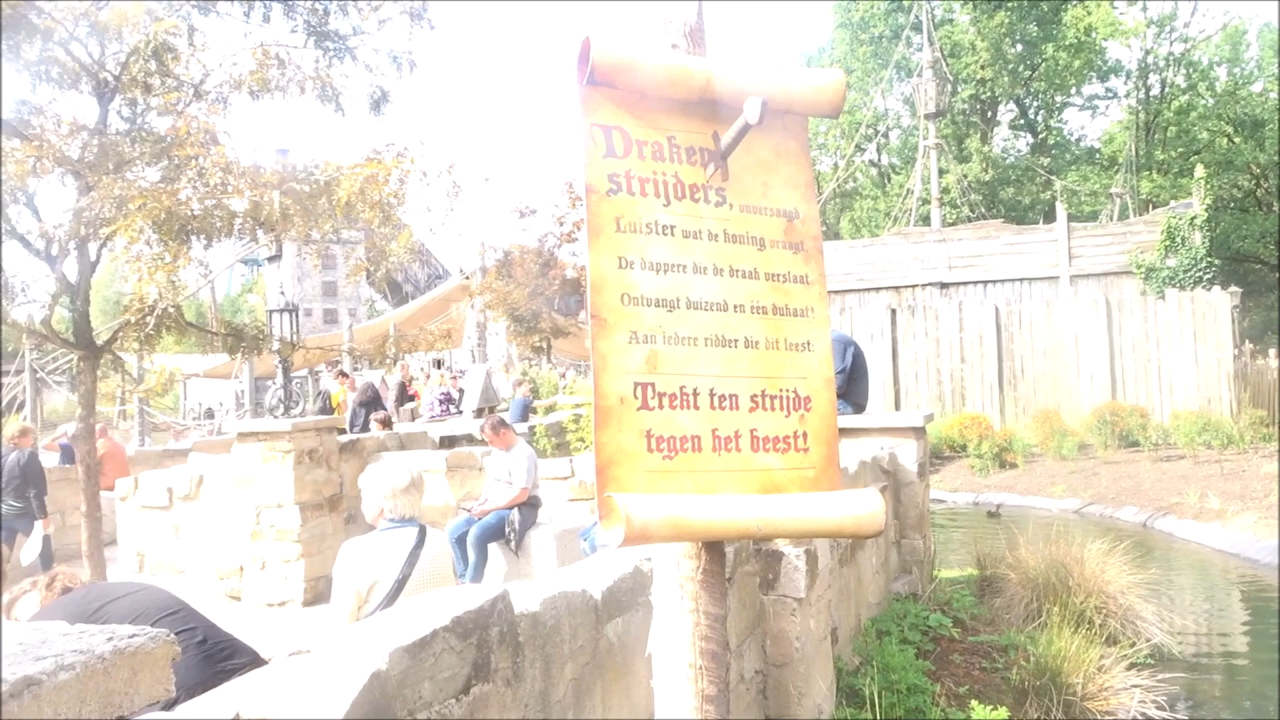 Draken
strijders, onversaagd,
Luister wat de koning vraagt,
De dappere die de draak verslaat
Ontvangt duizend en één dukaat!
Aan iedere ridder die dit leest:
Trekt ten strijde
tegen het beest!